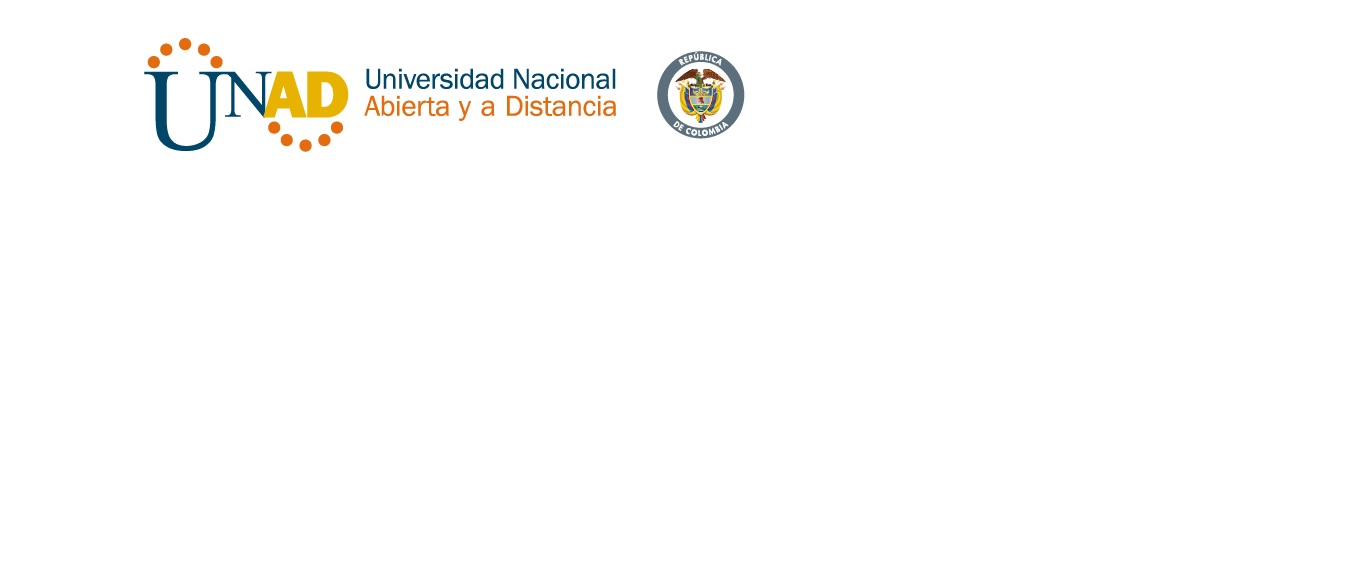 UNAD
Universidad Nacional
Abierta y a Distancia
REPÚBLICA
DE COLOMBIA